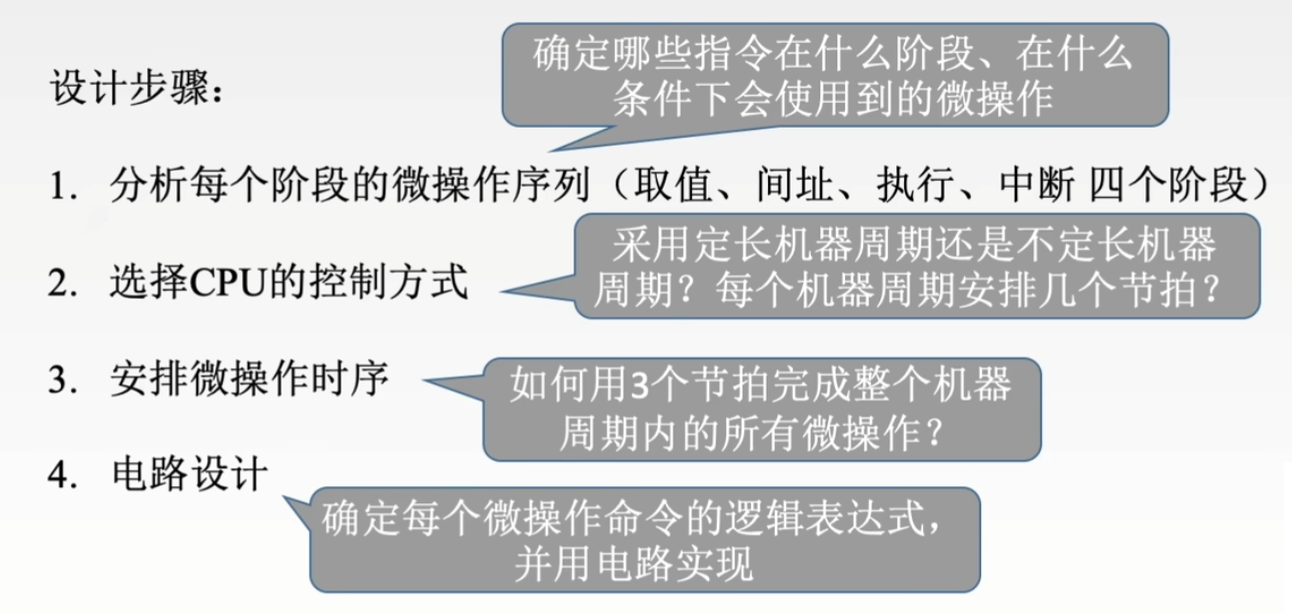 确定哪些指令在什么阶段、在什么
条件下会使用到的微操作
设计步骤：
1. 分析每个阶段的微操作序列（取值、间址、执行、中断 四个阶段）
采用定长机器周期还是不定长机器
周期？每个机器周期安排几个节拍？
2. 选择CPU的控制方式
3. 安排微操作时序
如何用3个节拍完成整个机器
周期内的所有微操作？
4. 电路设计
确定每个微操作命令的逻辑表达式，
并用电路实现